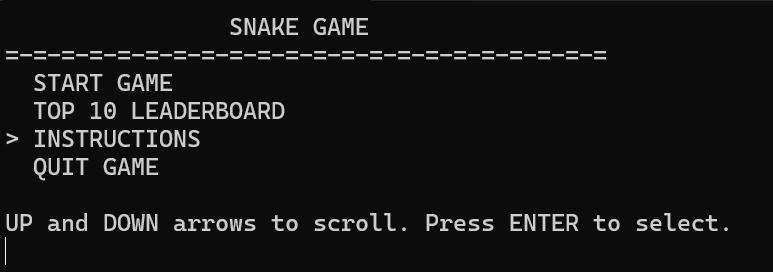 SNAKE GAME
=-=-=-=-=-=-=-=-=-=-=-=-=-=-=-=-=-=-=-=-=-=
START GAME
TOP 10 LEADERBOARD
> INSTRUCTIONS
QUIT GAME
UP and DOWN arrows to scroll. Press ENTER to select.